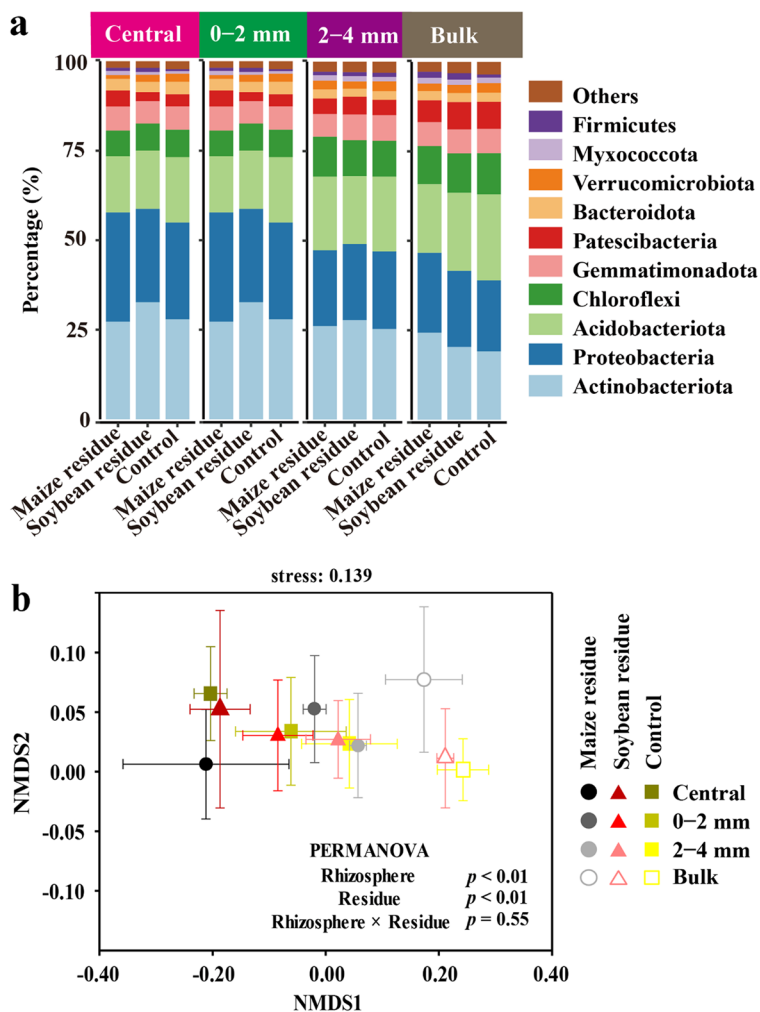 a
Central 0−2 mm 2−4 mm Bulk
Percentage (%)
100
75
50
25
0
Maize residue
Soybean residue
Control
Maize residue
Soybean residue
Control
Maize residue
Soybean residue
Control
Maize residue
Soybean residue
Control
Others
Firmicutes
Myxococcota
Verrucomicrobiota
Bacteroidota
Patescibacteria
Gemmatimonadota
Chloroflexi
Acidobacteriota
Proteobacteria
Actinobacteriota
b
stress: 0.139
NMDS2
0.10
0.05
0.00
-0.05
-0.10
PERMANOVA
Rhizosphere p < 0.01
Residue p < 0.01
Rhizosphere × Residue p = 0.55
-0.40 -0.20 0.00 0.20 0.40
NMDS1
Maize residue
Soybean residue
Control
Central
0−2 mm
2−4 mm
Bulk